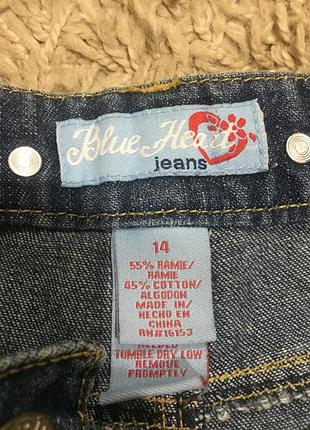 Blue Heart
jeans
14
55% RAMIE/
RAMIE
45% COTTON/
ALGODON
MADE IN/
HECHO EN
CHINA
RN#16153
NEEDED
TUMBLE DRY LOW
REMOVE
PROMPTLY